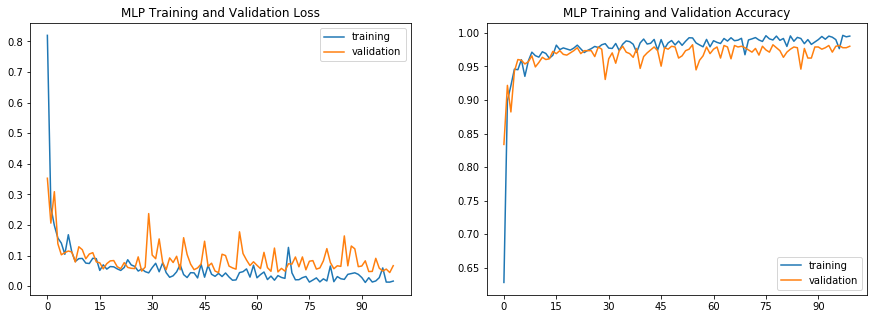 MLP Training and Validation Loss
training
validation
0.8
0.7
0.6
0.5
0.4
0.3
0.2
0.1
0.0
0 15 30 45 60 75 90
MLP Training and Validation Accuracy
1.00
0.95
0.90
0.85
0.80
0.75
0.70
0.65
training
validation
0 15 30 45 60 75 90